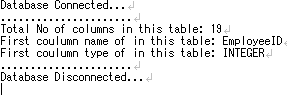 Database Connected...
......................
Total No of columns in this table: 19
First coulumn name of in this table: EmployeeID
First coulumn type of in this table: INTEGER
......................
Database Disconnected...